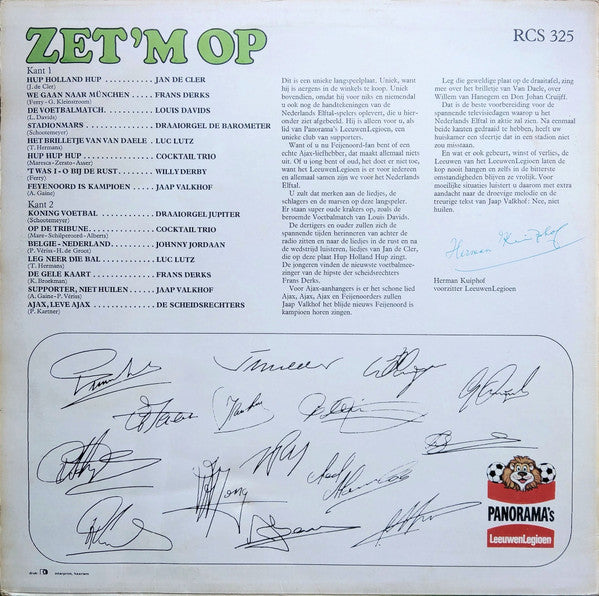 ZET'M OP
RCS 325
Kant 1
HUP HOLLAND HUP ........... JAN DE CLER
(J. de Cler)
WE GAAN NAAR MÜNCHEN .. FRANS DERKS
(Ferry - G. Kleinstroom)
DE VOETBALMATCH .......... LOUIS DAVIDS
(L. Davids)
STADIONMARS ........ DRAAIORGEL DE BAROMETER
(Schootemeyer)
HET BRILLETJE VAN VAN DAELE . LUC LUTZ
(T. Hermans)
HUP HUP HUP .............. COCKTAIL TRIO
(Maresca - Zerato - Asser)
'T WAS 1 - 0 BIJ DE RUST .... WILLY DERBY
(Ferry)
FEYENOORD IS KAMPIOEN .. JAAP VALKHOF
(A. Gaine)
Kant 2
KONING VOETBAL ....... DRAAIORGEL JUPITER
(Schootemeyer)
OP DE TRIBUNE ........... COCKTAIL TRIO
(Mare - Schilperoord - Alberts)
BELGIE - NEDERLAND .... JOHNNY JORDAAN
(P. Vériss - H. de Groot)
LEG NEER DIE BAL ......... LUC LUTZ
(T. Hermans)
DE GELE KAART ............ FRANS DERKS
(K. Broekman)
SUPPORTER, NIET HUILEN .. JAAP VALKHOF
(A. Gaine - P. Vériss)
AJAX, LEVE AJAX ....... DE SCHEIDSRECHTERS
(P. Kartner)
Dit is een unieke langspeelplaat. Uniek, want
hij is nergens in de winkels te koop. Uniek
bovendien, omdat hij voor niks en niemendal
u ook nog de handtekeningen van de
Nederlands Elftal-spelers oplevert, die u hier-
onder ziet afgebeeld. Hij is alleen voor u, als
lid van Panorama's LeeuwenLegioen, een
unieke club van supporters.
Want of u nu Feijenoord-fan bent of een
echte Ajax-liefhebber, dat maakt allemaal niets
uit. Of u jong bent of oud, het doet er niet toe,
want het LeeuwenLegioen is er voor iedereen
en allemaal samen zijn we vóór het Nederlands
Elftal.
U zult dat merken aan de liedjes, de
schlagers en de marsen op deze langspeler.
Er staan super oude krakers op, zoals de
beroemde Voetbalmatch van Louis Davids.
De dertigers en ouder zullen zich de
spannende tijden herinneren van achter de
radio zitten en naar de liedjes in de rust en na
de wedstrijd luisteren, liedjes van Jan de Cler,
die op deze plaat Hup Holland Hup zingt.
De jongeren vinden de nieuwste voetbalmee-
zinger van de hipste der scheidsrechters
Frans Derks.
Voor Ajax-aanhangers is er het schone lied
Ajax, Ajax, Ajax en Feijenoorders zullen
Jaap Valkhof het blijde nieuws Feijenoord is
kampioen horen zingen.
Leg die geweldige plaat op de draaitafel, zing
mee over het brilletje van Van Daele, over
Willem van Hanegem en Don Johan Cruijff.
Dat is de beste voorbereiding voor de
spannende televisiedagen waarop u het
Nederlands Elftal in aktie zal zien. Na eenmaal
beide kanten gedraaid te hebben, heeft uw
huiskamer een sfeertje dat in een stadion niet
zou misstaan.
En wat er ook gebeurt, winst of verlies, de
Leeuwen van het LeeuwenLegioen laten de
kop nooit hangen en zelfs in de bitterste
omstandigheden blijven ze vrolijk. Voor
moeilijke situaties haistert u daarom met extra
aandacht naar de droevige melodie en de
treurige tekst van Jaap Valkhof: Nee, niet
huilen.
Herman Kuiphof
Herman Kuiphof
voorzitter LeeuwenLegioen
PANORAMA's
LeeuwenLegioen
druk interprint, haarlem